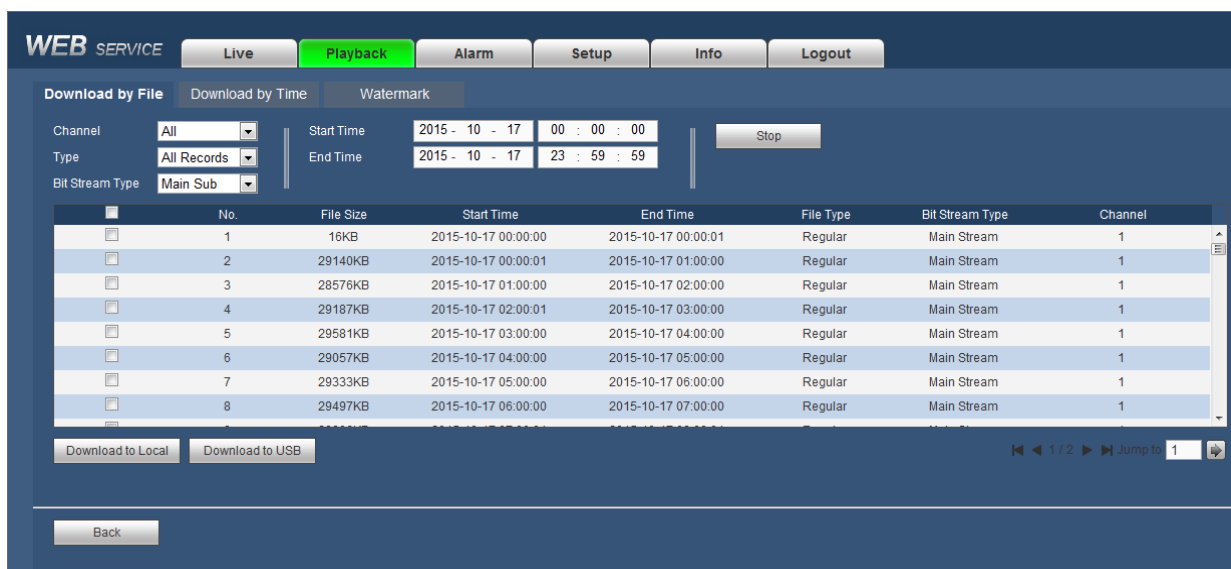 WEB SERVICE Live Playback Alarm Setup Info Logout
Download by File Download by Time Watermark
Channel All Start Time 2015 - 10 - 17 00 : 00 : 00 Stop
Type All Records End Time 2015 - 10 - 17 23 : 59 : 59
Bit Stream Type Main Sub
No. File Size Start Time End Time File Type Bit Stream Type Channel
1 16KB 2015-10-17 00:00:00 2015-10-17 00:00:01 Regular Main Stream 1
2 29140KB 2015-10-17 00:00:01 2015-10-17 01:00:00 Regular Main Stream 1
3 28576KB 2015-10-17 01:00:00 2015-10-17 02:00:00 Regular Main Stream 1
4 29187KB 2015-10-17 02:00:01 2015-10-17 03:00:00 Regular Main Stream 1
5 29581KB 2015-10-17 03:00:00 2015-10-17 04:00:00 Regular Main Stream 1
6 29057KB 2015-10-17 04:00:00 2015-10-17 05:00:00 Regular Main Stream 1
7 29333KB 2015-10-17 05:00:00 2015-10-17 06:00:00 Regular Main Stream 1
8 29497KB 2015-10-17 06:00:00 2015-10-17 07:00:00 Regular Main Stream 1
Download to Local Download to USB 1 / 2 Jump to 1
Back